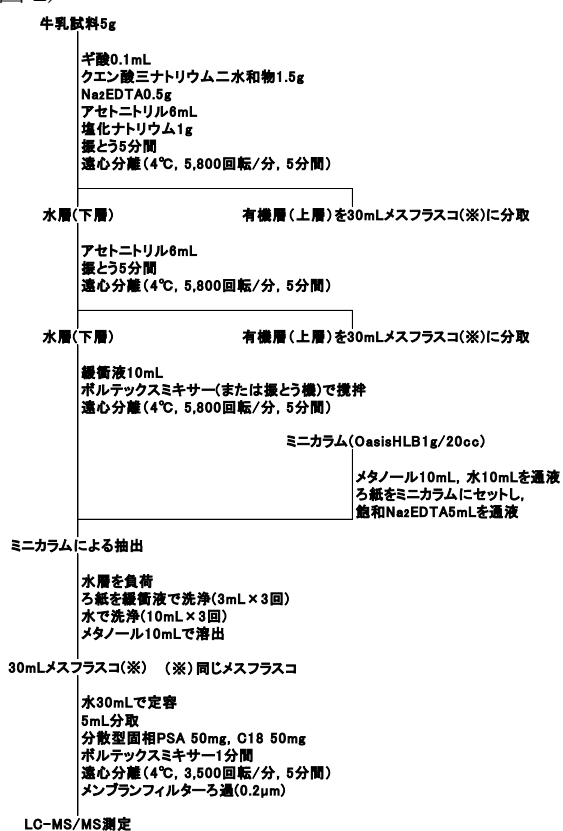 図 2)
牛乳試料5g
ギ酸0.1mL
クエン酸三ナトリウム二水和物1.5g
Na2EDTA0.5g
アセトニトリル6mL
塩化ナトリウム1g
振とう5分間
遠心分離(4℃, 5,800回転/分, 5分間)
水層(下層) 有機層(上層)を30mLメスフラスコ(※)に分取
アセトニトリル6mL
振とう5分間
遠心分離(4℃, 5,800回転/分, 5分間)
水層(下層) 有機層(上層)を30mLメスフラスコ(※)に分取
緩衝液10mL
ボルテックスミキサー(または振とう機)で撹拌
遠心分離(4℃, 5,800回転/分, 5分間)
ミニカラム(OasisHLB1g/20cc)
メタノール10mL, 水10mLを通液
ろ紙をミニカラムにセットし,
飽和Na2EDTA5mLを通液
ミニカラムによる抽出
水層を負荷
ろ紙を緩衝液で洗浄(3mL×3回)
水で洗浄(10mL×3回)
メタノール10mLで溶出
30mLメスフラスコ(※) (※)同じメスフラスコ
水30mLで定容
5mL分取
分散型固相PSA 50mg, C18 50mg
ボルテックスミキサー1分間
遠心分離(4℃, 3,500回転/分, 5分間)
メンブランフィルターろ過(0.2μm)
LC-MS/MS測定